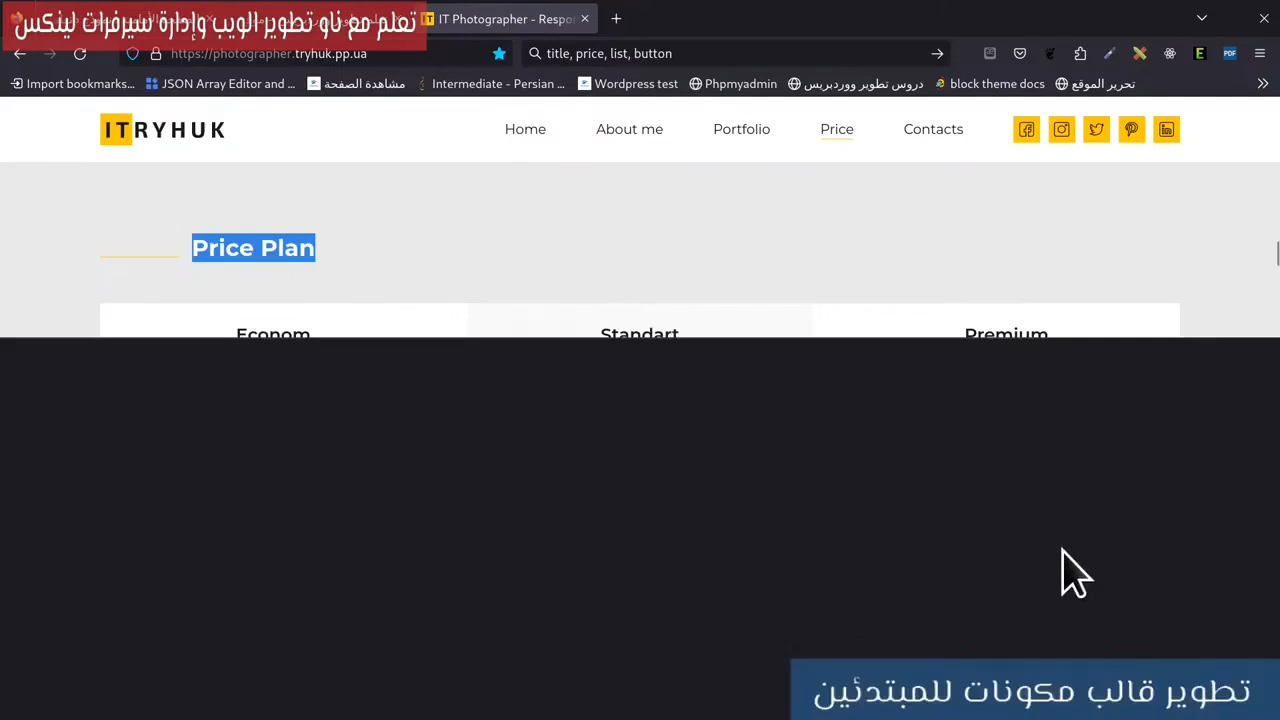 تعلم مع ناو تطوير الويب وإدارة سيرفرات لينكس
IT Photographer - Respo
https://photographer.tryhuk.pp.ua
title, price, list, button
Import bookmarks...
JSON Array Editor and ...
مشاهدة الصفحة
Intermediate - Persian ...
Wordpress test
Phpmyadmin
دروس تطوير ووردبريس
block theme docs
تحرير الموقع
ITRYHUK
Home
About me
Portfolio
Price
Contacts
Price Plan
Econom
Standart
Premium
تطوير قالب مكونات للمبتدئين